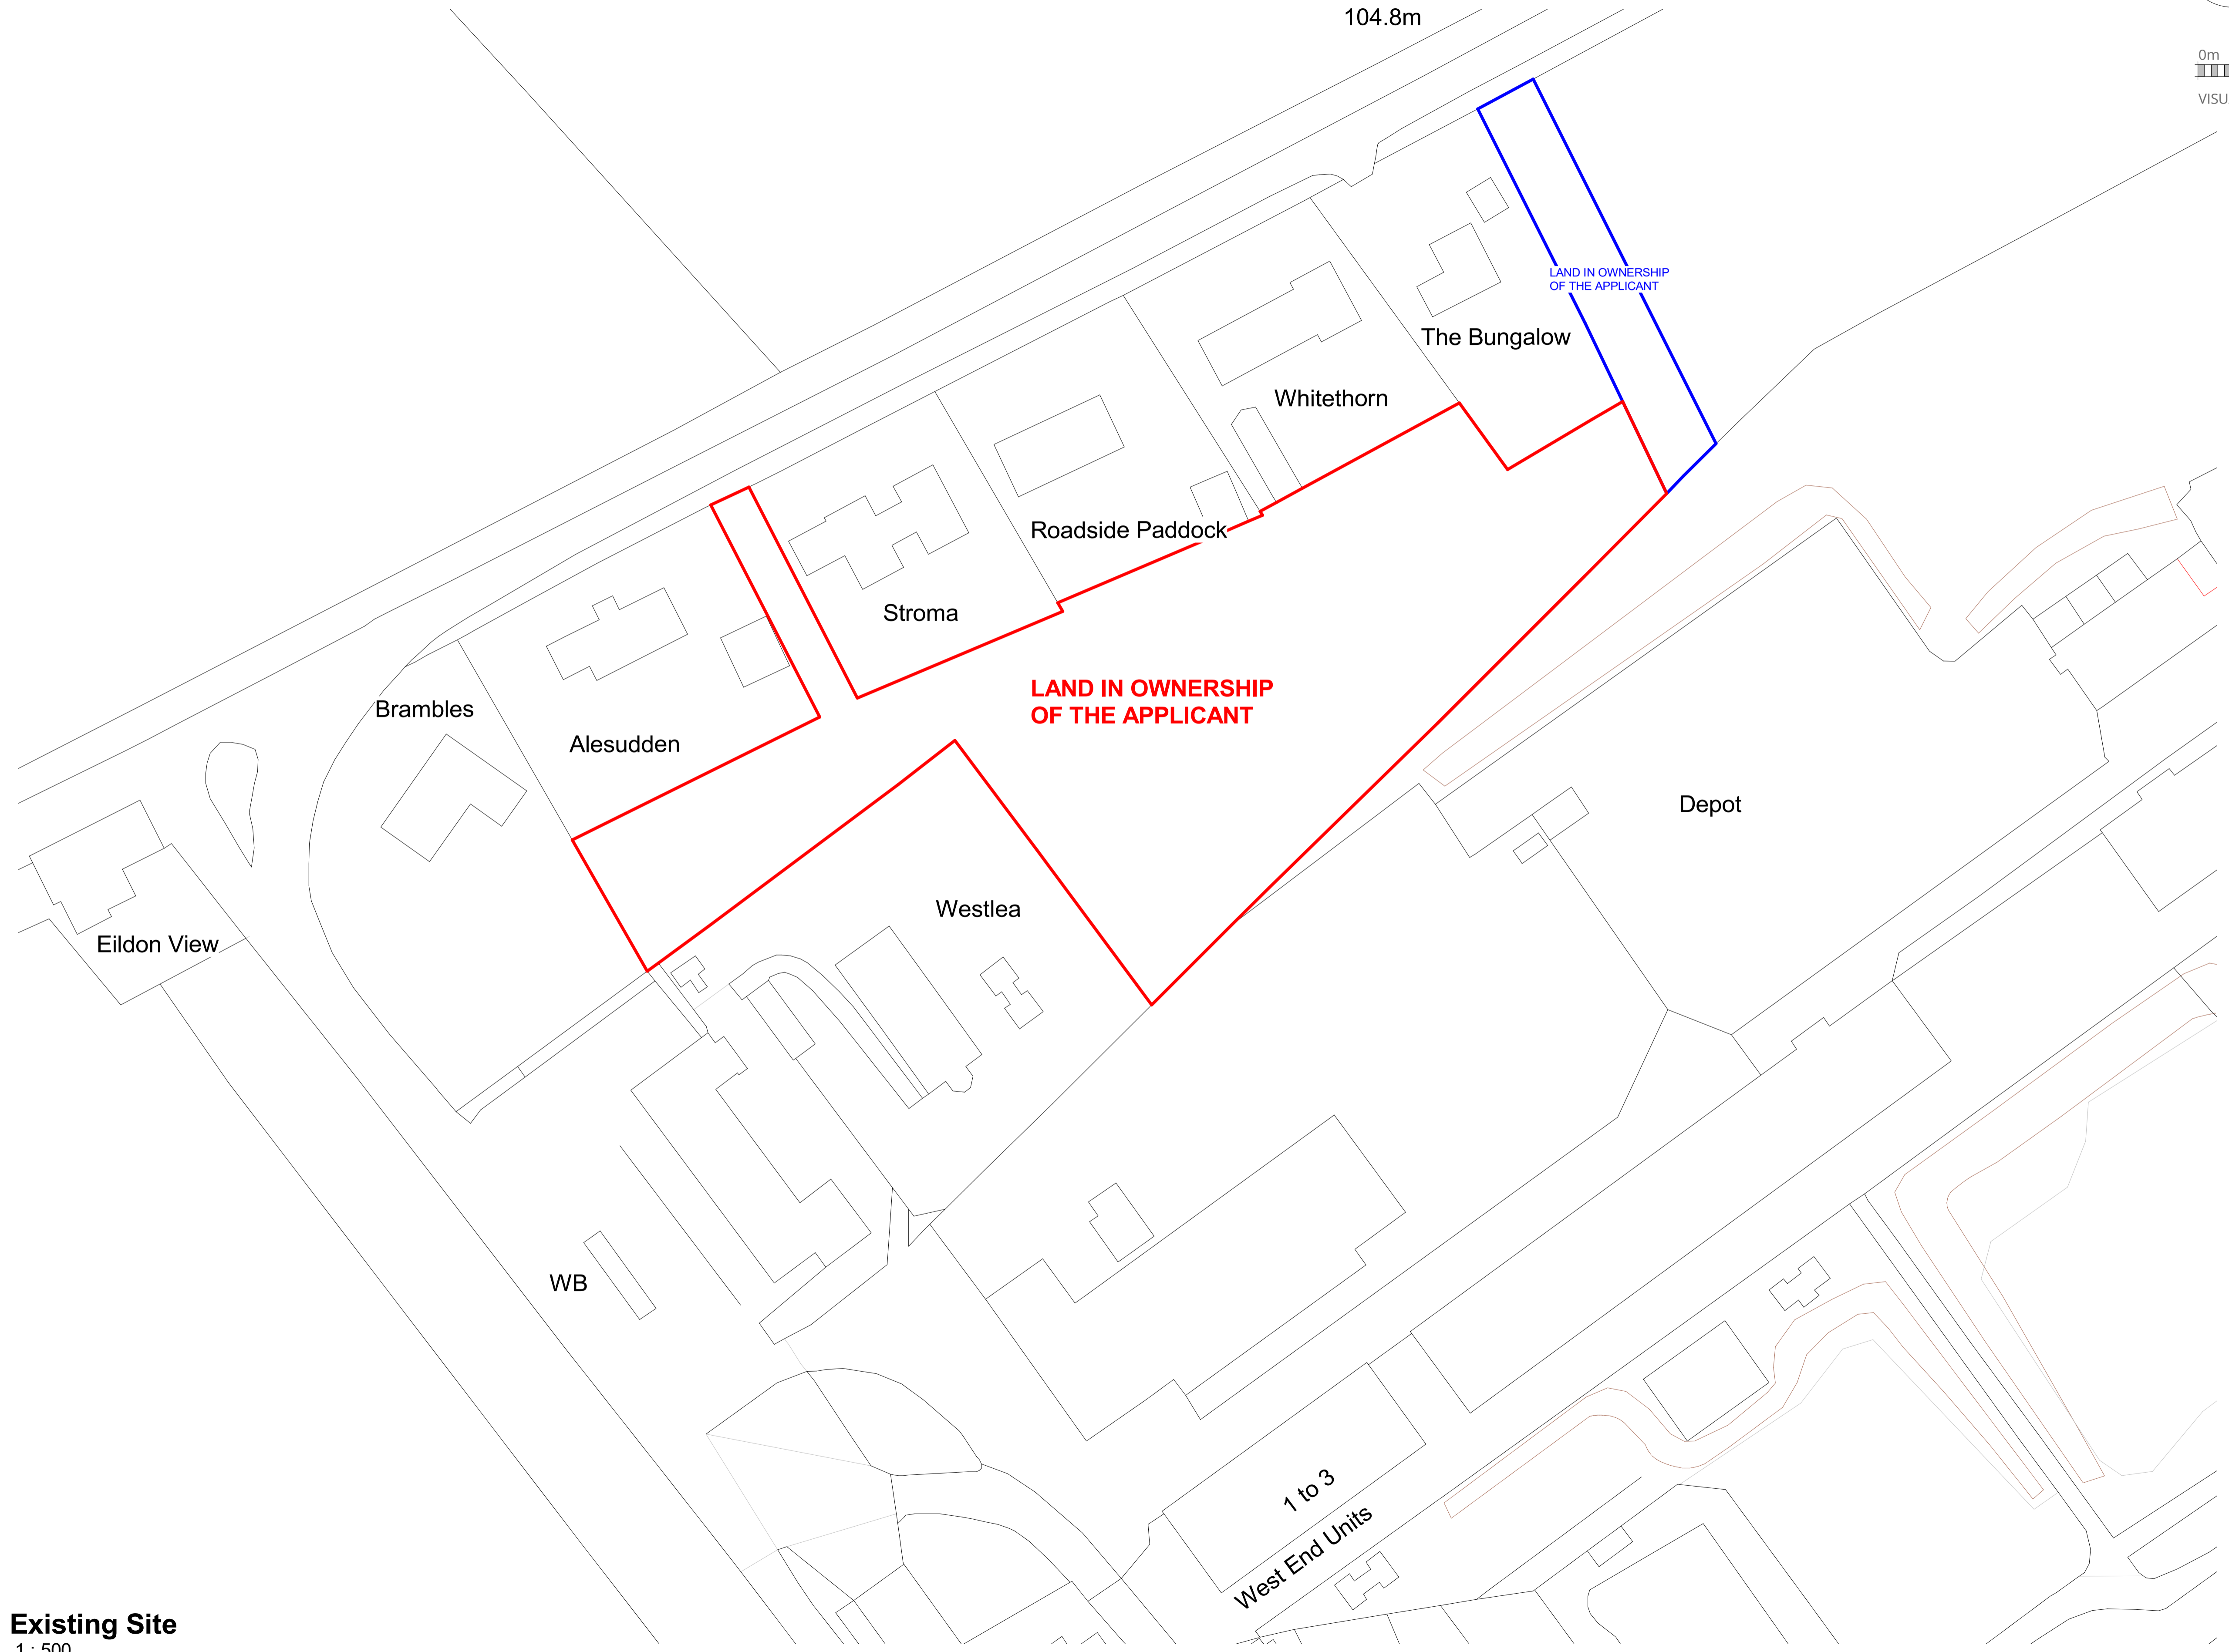 104.8m
0m
VISU
LAND IN OWNERSHIP
OF THE APPLICANT
The Bungalow
Whitethorn
Roadside Paddock
Stroma
LAND IN OWNERSHIP
OF THE APPLICANT
Brambles
Alesudden
Depot
Westlea
Eildon View
WB
1 to 3
West End Units
Existing Site
1 : 500